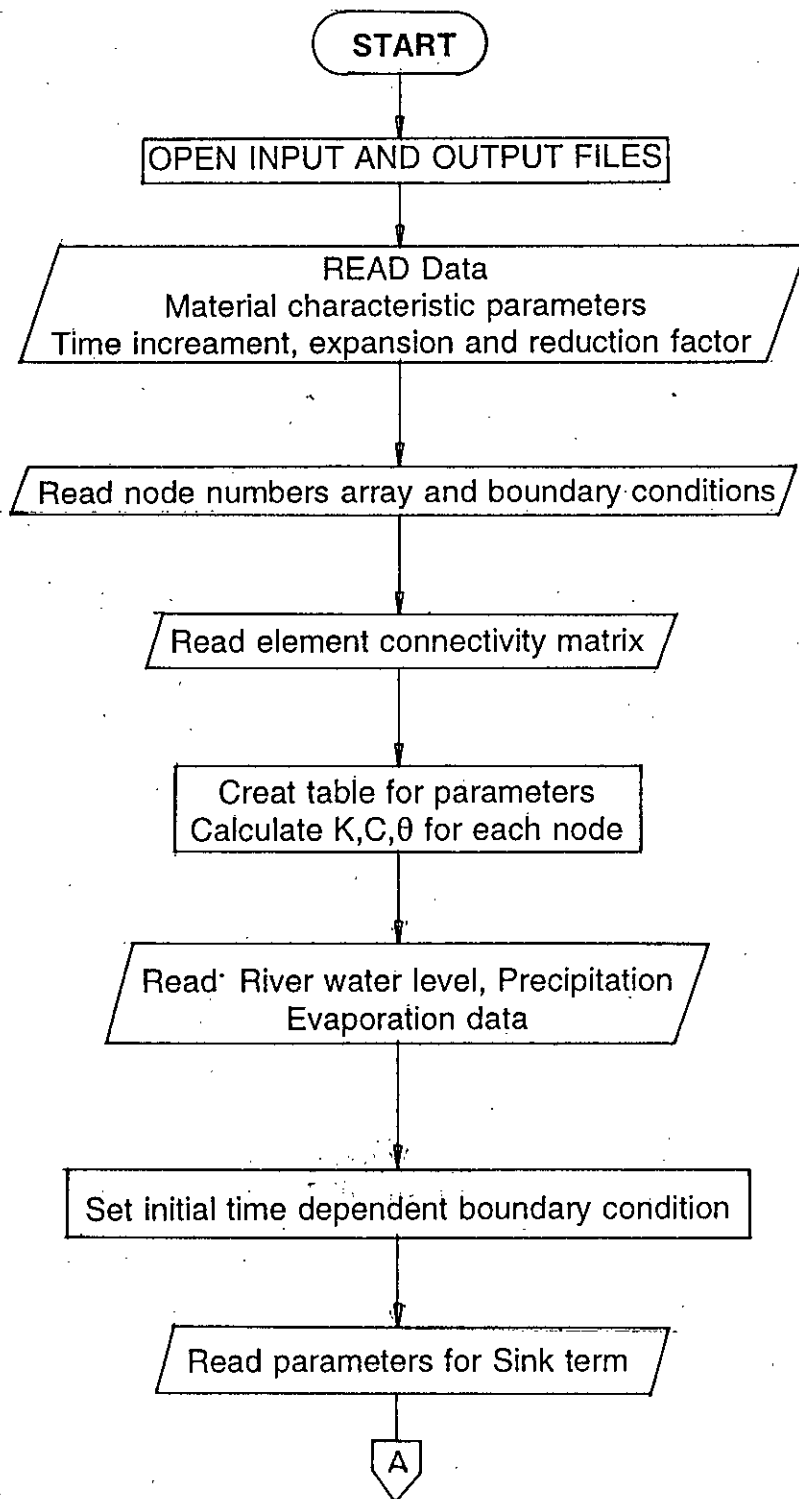 START
OPEN INPUT AND OUTPUT FILES
READ Data
Material characteristic parameters
Time increament, expansion and reduction factor
Read node numbers array and boundary conditions
Read element connectivity matrix
Creat table for parameters
Calculate K,C,θ for each node
Read River water level, Precipitation
Evaporation data
Set initial time dependent boundary condition
Read parameters for Sink term
A